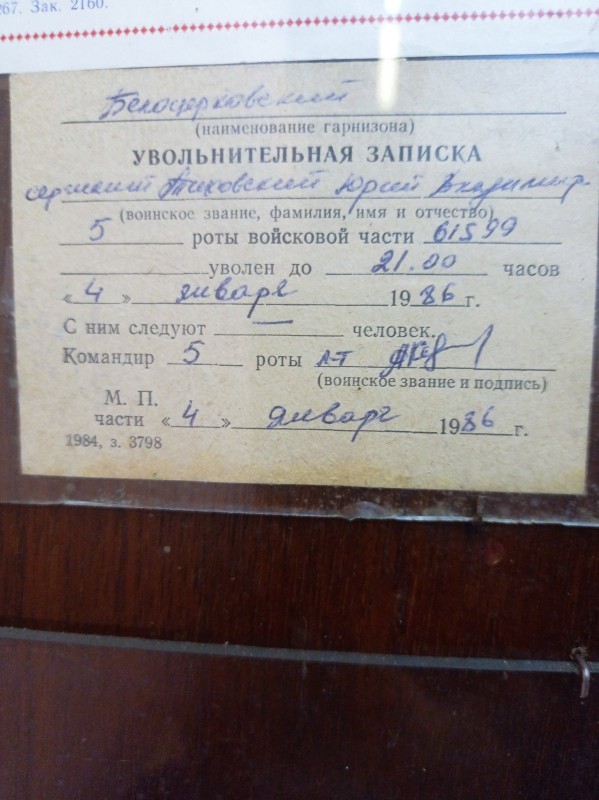 267. Зак. 2160.
Белоцерковский
(наименование гарнизона)
УВОЛЬНИТЕЛЬНАЯ ЗАПИСКА
Тиховский Юрий Владимир.
(воинское звание, фамилия, имя и отчество)
5 роты войсковой части 61599
уволен до 21.00 часов
« 4 » января 1986 г.
С ним следуют — человек.
Командир 5 роты л-т
(воинское звание и подпись)
М. П.
части « 4 » января 1986 г.
1984, з. 3798